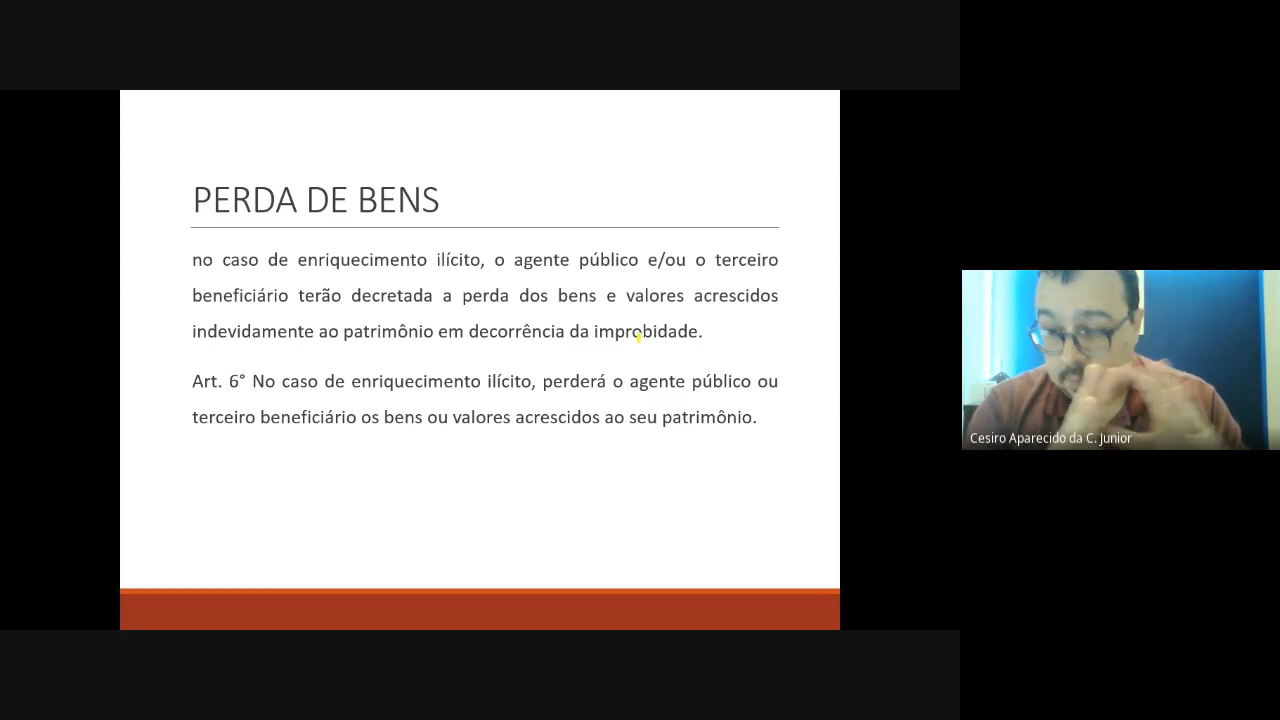 PERDA DE BENS
no caso de enriquecimento ilícito, o agente público e/ou o terceiro
beneficiário terão decretada a perda dos bens e valores acrescidos
indevidamente ao patrimônio em decorrência da improbidade.
Art. 6° No caso de enriquecimento ilícito, perderá o agente público ou
terceiro beneficiário os bens ou valores acrescidos ao seu patrimônio.
Cesiro Aparecido da C. Junior